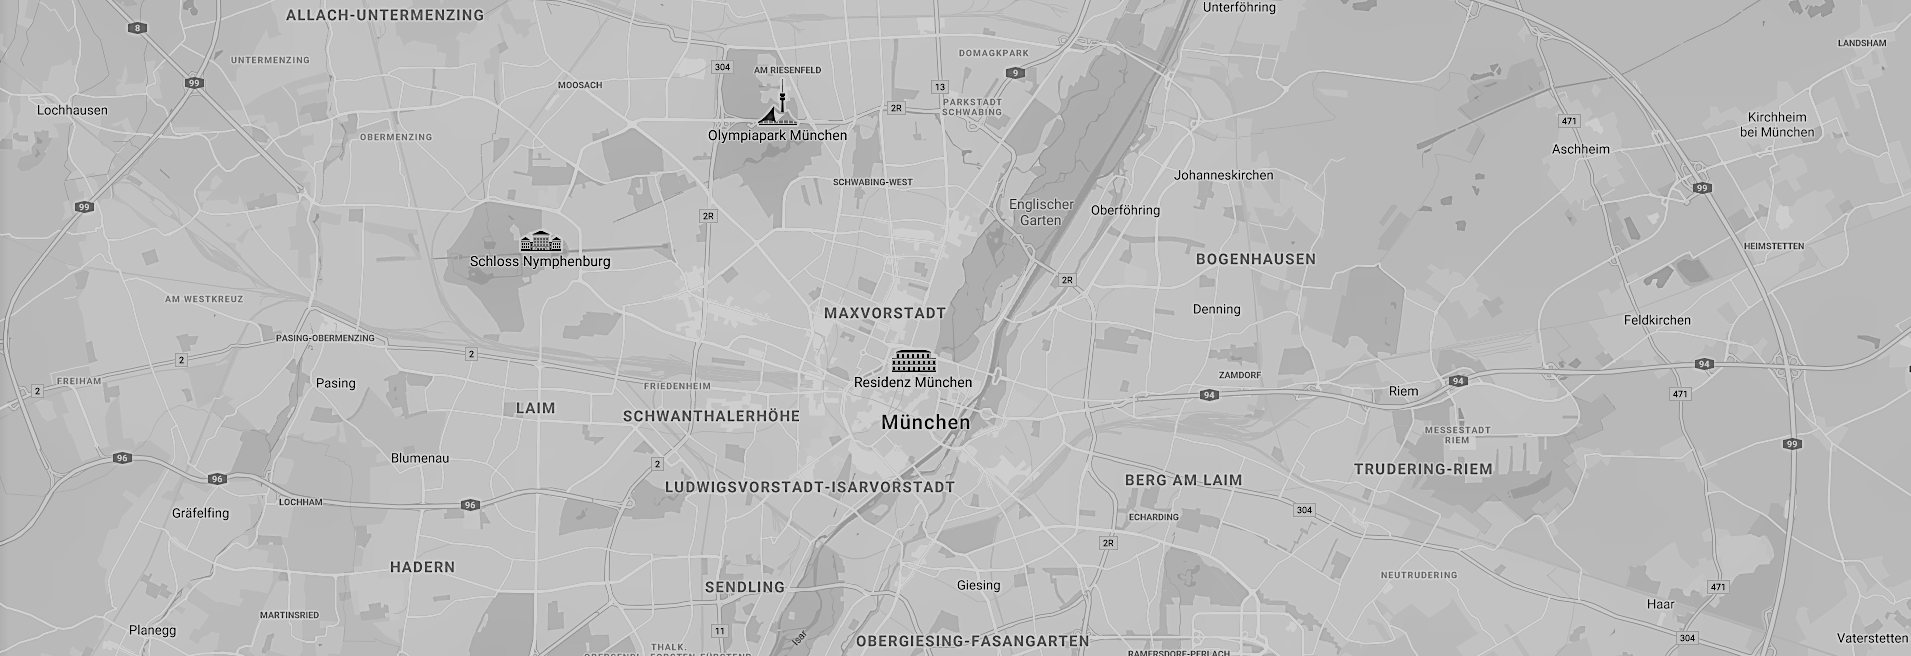 Unterföhring
ALLACH-UNTERMENZING
8
LANDSHAM
DOMAGKPARK
UNTERMENZING
304
AM RIESENFELD
9
99
MOOSACH
13
Lochhausen
2R
PARKSTADT
SCHWABING
Kirchheim
bei München
471
OBERMENZING
Olympiapark München
Aschheim
Johanneskirchen
SCHWABING-WEST
99
99
2R
Englischer
Garten
Oberföhring
HEIMSTETTEN
Schloss Nymphenburg
BOGENHAUSEN
2R
AM WESTKREUZ
MAXVORSTADT
Denning
Feldkirchen
PASING-OBERMENZING
2
2
94
Residenz München
ZAMDORF
94
FREIHAM
Pasing
FRIEDENHEIM
2
Riem
94
471
LAIM
SCHWANTHALERHÖHE
München
MESSESTADT
RIEM
99
Blumenau
96
2
TRUDERING-RIEM
96
LUDWIGSVORSTADT-ISARVORSTADT
BERG AM LAIM
LOCHHAM
96
304
Gräfelfing
ECHARDING
2R
HADERN
NEUTRUDERING
SENDLING
Giesing
471
Haar
MARTINSRIED
Planegg
11
Isar
OBERGIESING-FASANGARTEN
304
Vaterstetten
THALK.
RAMERSDORF-PERLACH